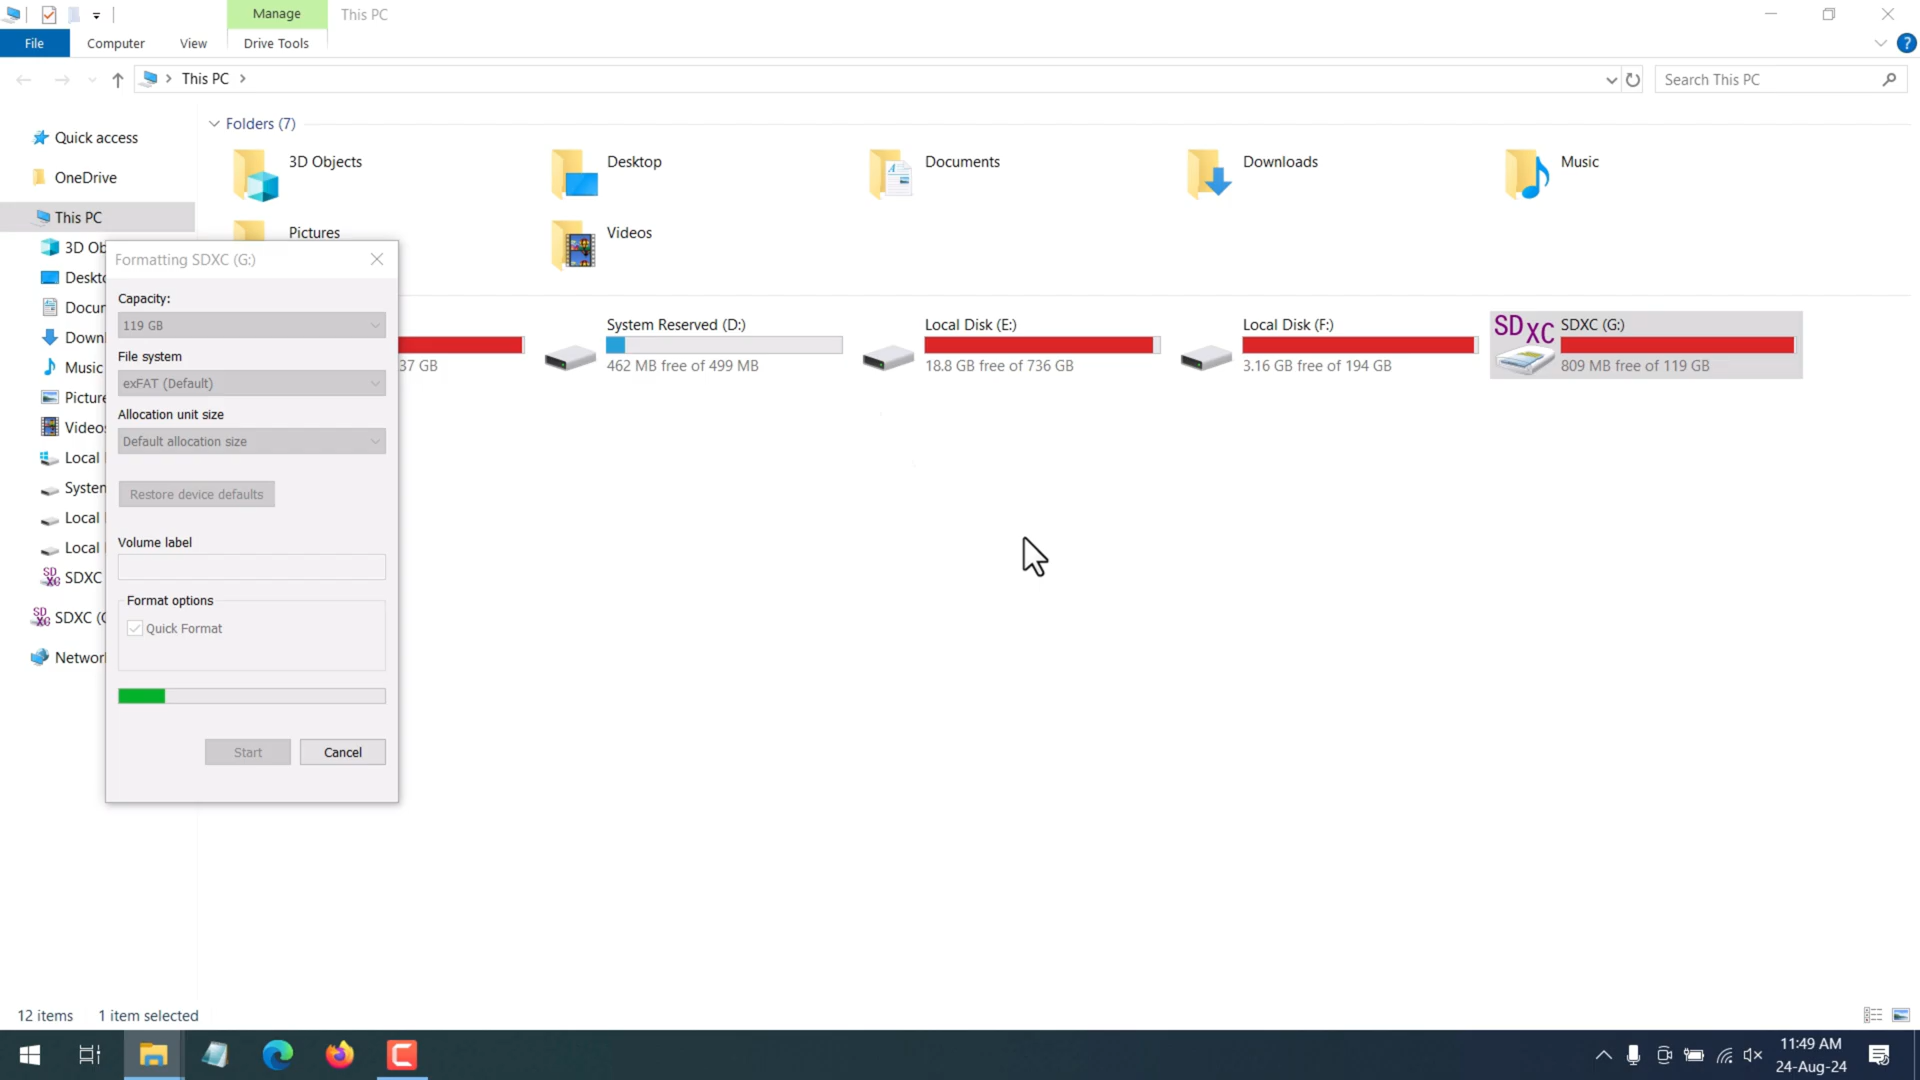 Manage
This PC
File
Computer
View
Drive Tools
This PC
Search This PC
Quick access
OneDrive
This PC
3D Ob
Deskto
Docum
Downl
Music
Picture
Videos
Local
System
Local
Local
SDXC
SDXC (G
Network
Folders (7)
3D Objects
Desktop
Documents
Downloads
Music
Pictures
Videos
37 GB
System Reserved (D:)
462 MB free of 499 MB
Local Disk (E:)
18.8 GB free of 736 GB
Local Disk (F:)
3.16 GB free of 194 GB
SD XC
SDXC (G:)
809 MB free of 119 GB
Formatting SDXC (G:)
Capacity:
119 GB
File system
exFAT (Default)
Allocation unit size
Default allocation size
Restore device defaults
Volume label
Format options
Quick Format
Start
Cancel
12 items
1 item selected
11:49 AM
24-Aug-24